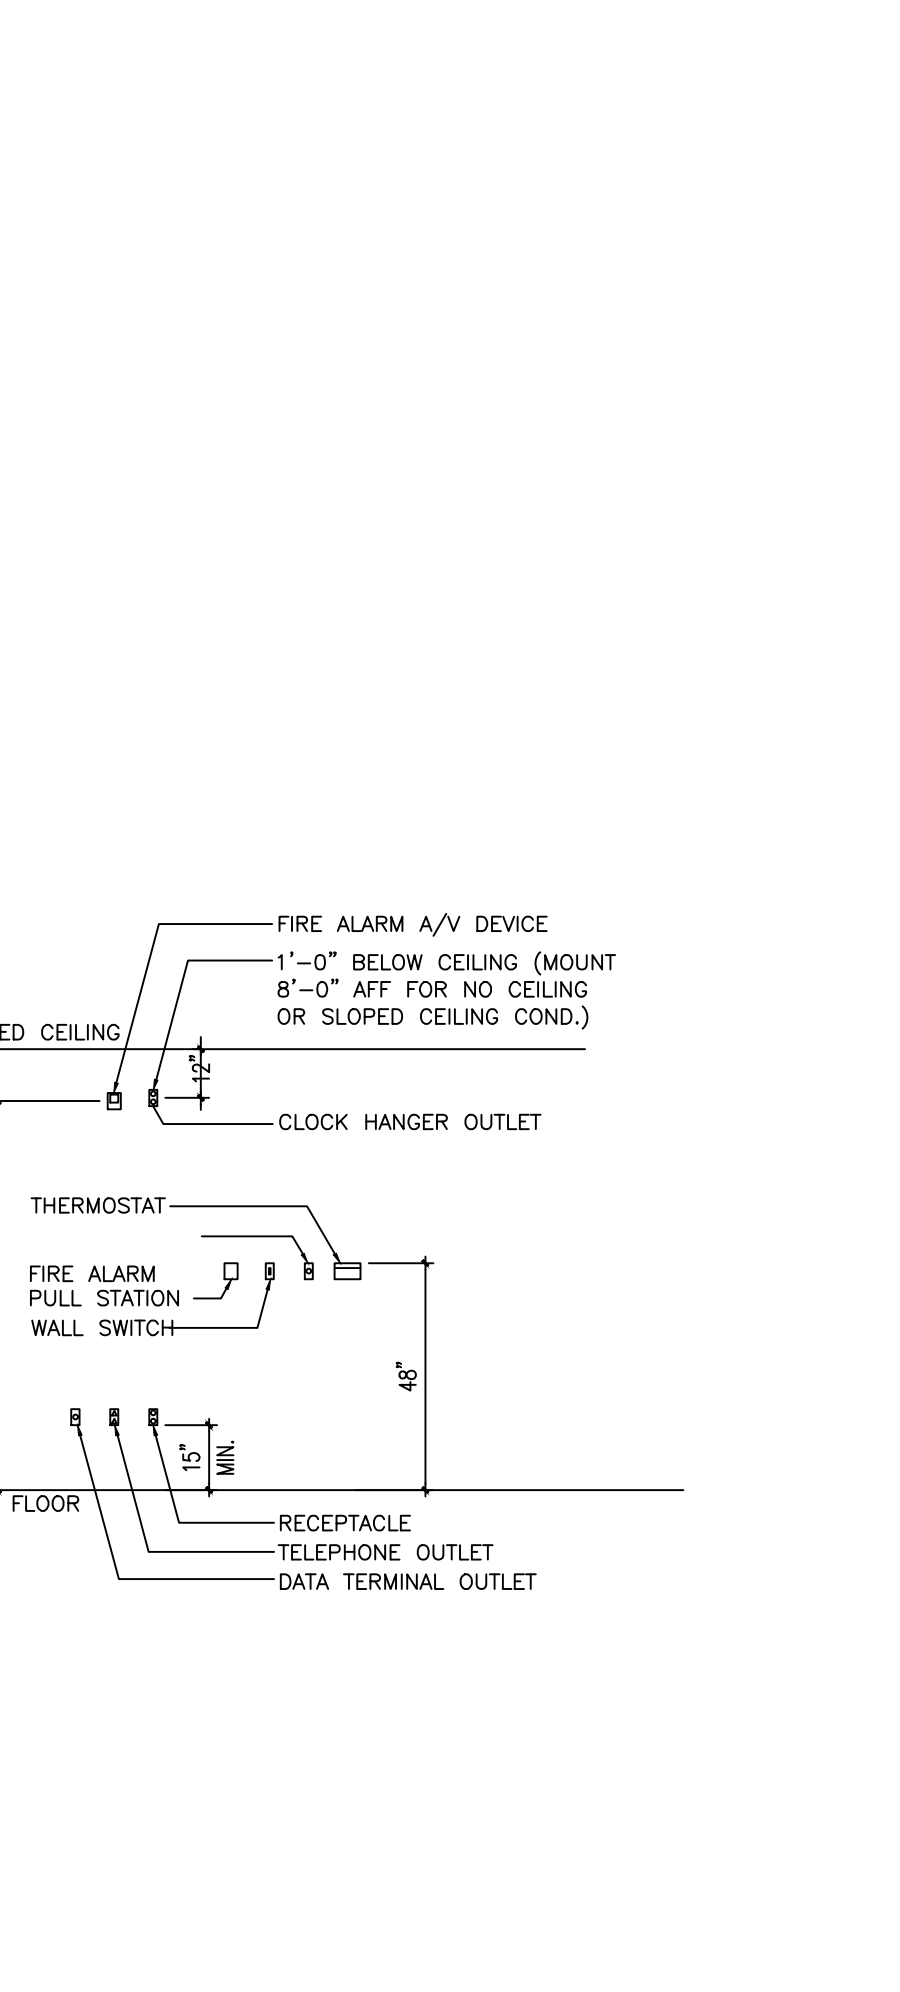 FIRE ALARM A/V DEVICE
1'-0" BELOW CEILING (MOUNT
8'-0" AFF FOR NO CEILING
OR SLOPED CEILING COND.)
ED CEILING
12"
CLOCK HANGER OUTLET
THERMOSTAT
FIRE ALARM
PULL STATION
WALL SWITCH
48"
15"
MIN.
FLOOR
RECEPTACLE
TELEPHONE OUTLET
DATA TERMINAL OUTLET